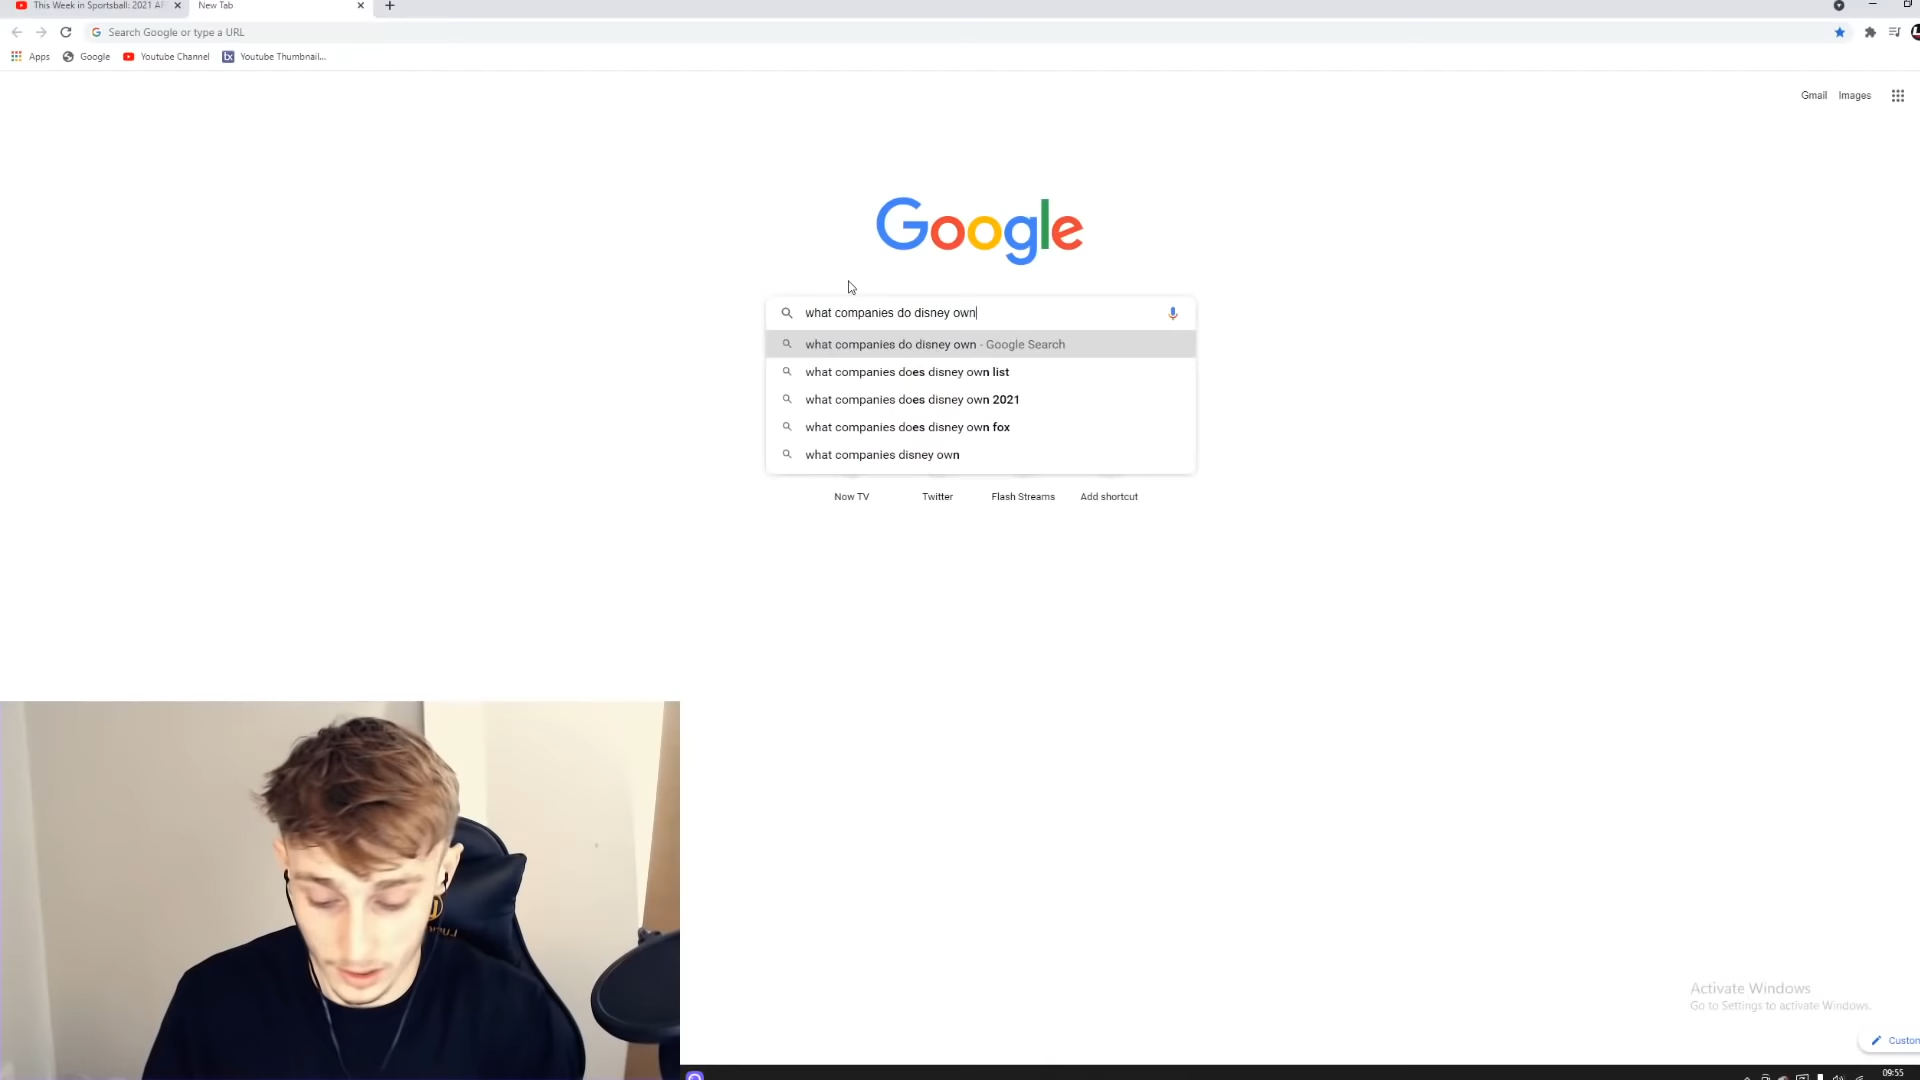 This Week in Sportsball: 2021 AF
New Tab
Search Google or type a URL
Apps
Google
Youtube Channel
Youtube Thumbnail...
Gmail
Images
Google
what companies do disney own
what companies do disney own - Google Search
what companies does disney own list
what companies does disney own 2021
what companies does disney own fox
what companies disney own
Now TV
Twitter
Flash Streams
Add shortcut
Activate Windows
Go to Settings to activate Windows.
Custom
09:55